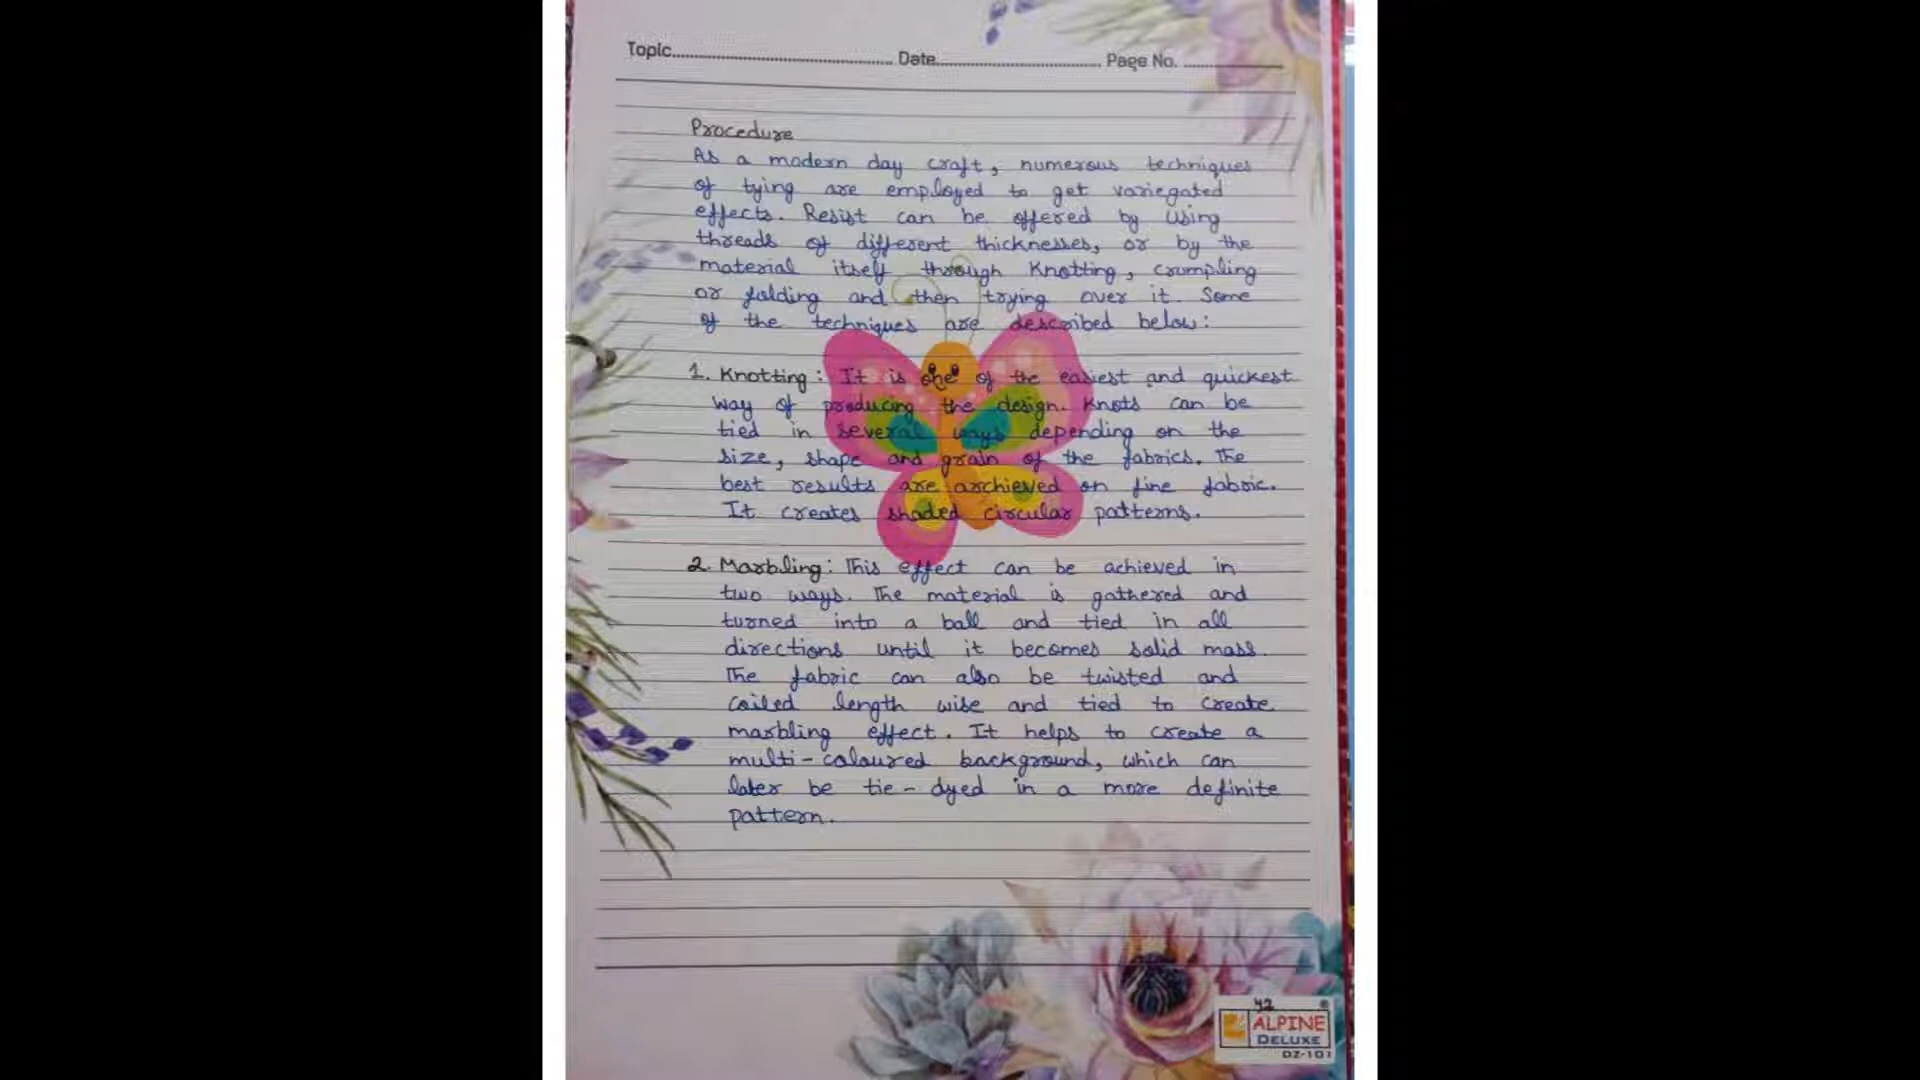 Topic.......... Date.......... Page No. ..........
Procedure
As a modern day craft, numerous techniques
of tying are employed to get variegated
effects. Resist can be offered by using
threads of different thicknesses, or by the
material itself through Knotting, crumpling
or folding and then trying over it. Some
of the techniques are described below:
1. Knotting: It is one of the easiest and quickest
way of producing the design. Knots can be
tied in several ways depending on the
size, shape and grain of the fabrics. The
best results are archieved on fine fabric.
It creates shaded circular patterns.
2. Marbling: This effect can be achieved in
two ways. The material is gathered and
turned into a ball and tied in all
directions until it becomes solid mass.
The fabric can also be twisted and
coiled length wise and tied to create
marbling effect. It helps to create a
multi-coloured background, which can
later be tie-dyed in a more definite
pattern.
42
ALPINE
DELUXE
DZ-101